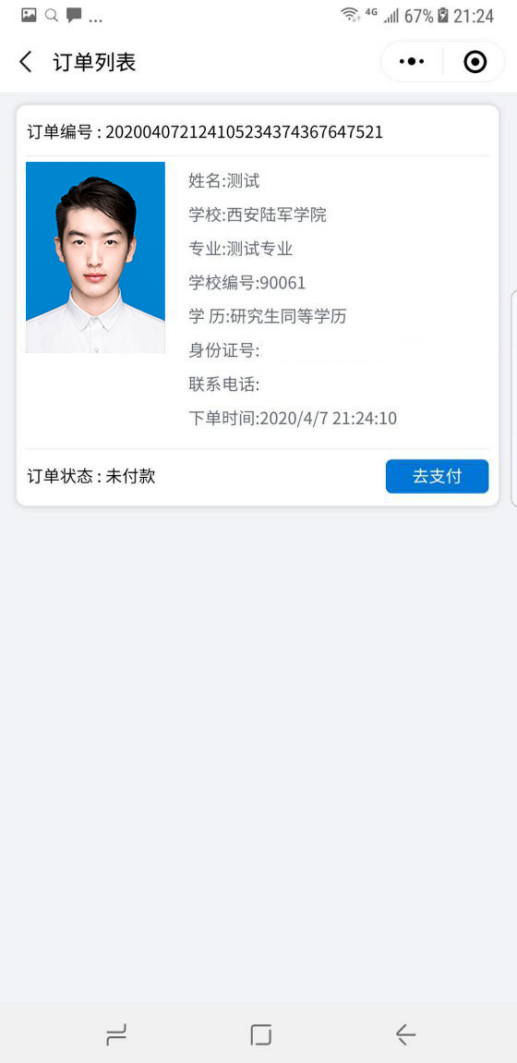 ... 4G 67% 21:24
订单列表
订单编号 : 20200407212410523437436764​7521
姓名:测试
学校:西安陆军学院
专业:测试专业
学校编号:90061
学 历:研究生同等学历
身份证号:
联系电话:
下单时间:2020/4/7 21:24:10
订单状态 : 未付款
去支付